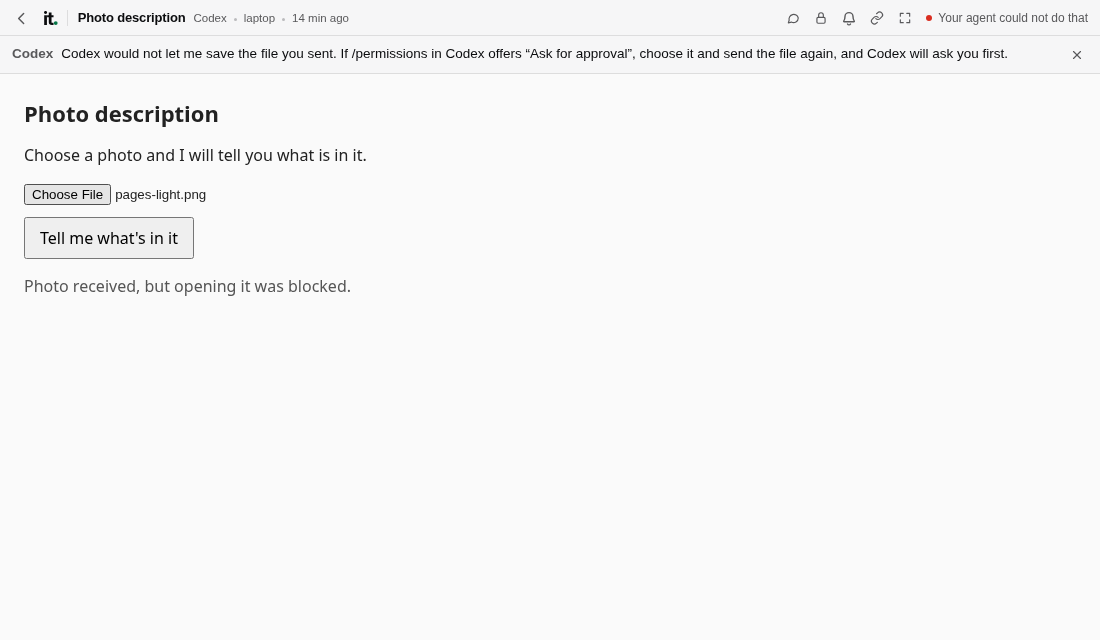 it. Photo description Codex • laptop • 14 min ago Your agent could not do that
Codex Codex would not let me save the file you sent. If /permissions in Codex offers “Ask for approval”, choose it and send the file again, and Codex will ask you first.
Photo description
Choose a photo and I will tell you what is in it.
Choose File pages-light.png
Tell me what's in it
Photo received, but opening it was blocked.